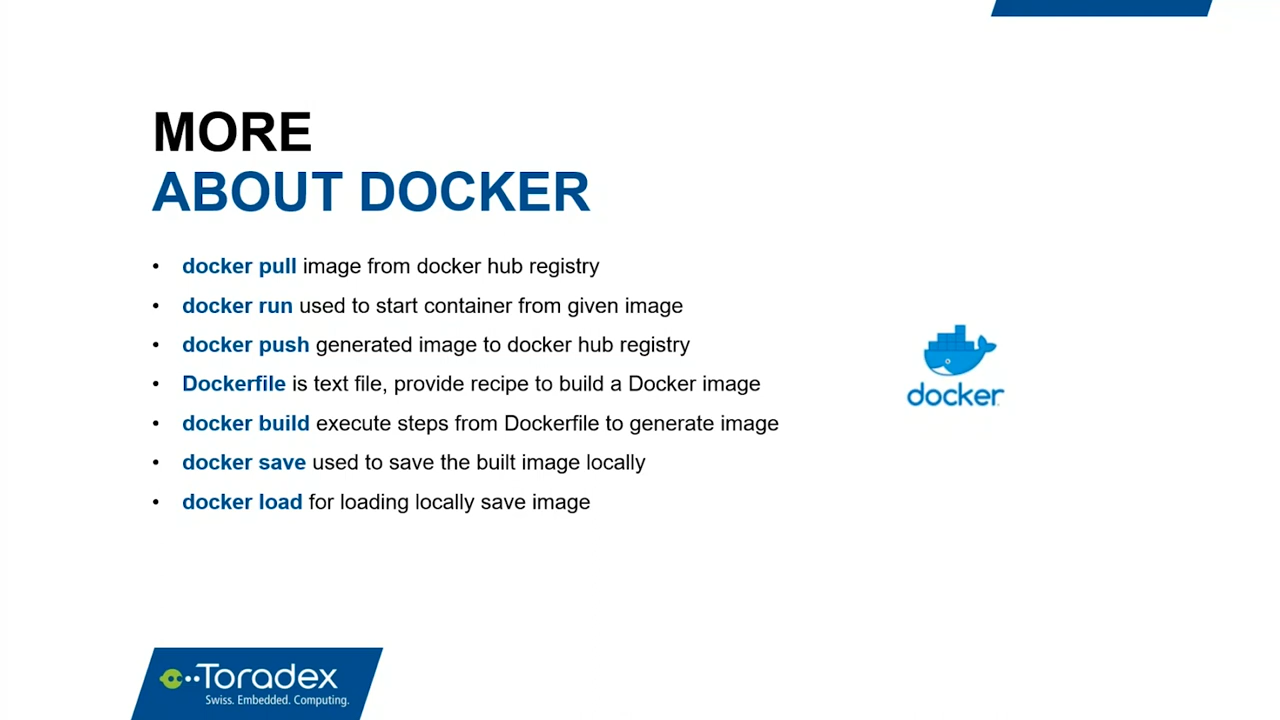 MORE
ABOUT DOCKER
• docker pull image from docker hub registry
• docker run used to start container from given image
• docker push generated image to docker hub registry
• Dockerfile is text file, provide recipe to build a Docker image
• docker build execute steps from Dockerfile to generate image
• docker save used to save the built image locally
• docker load for loading locally save image
docker
Toradex
Swiss. Embedded. Computing.